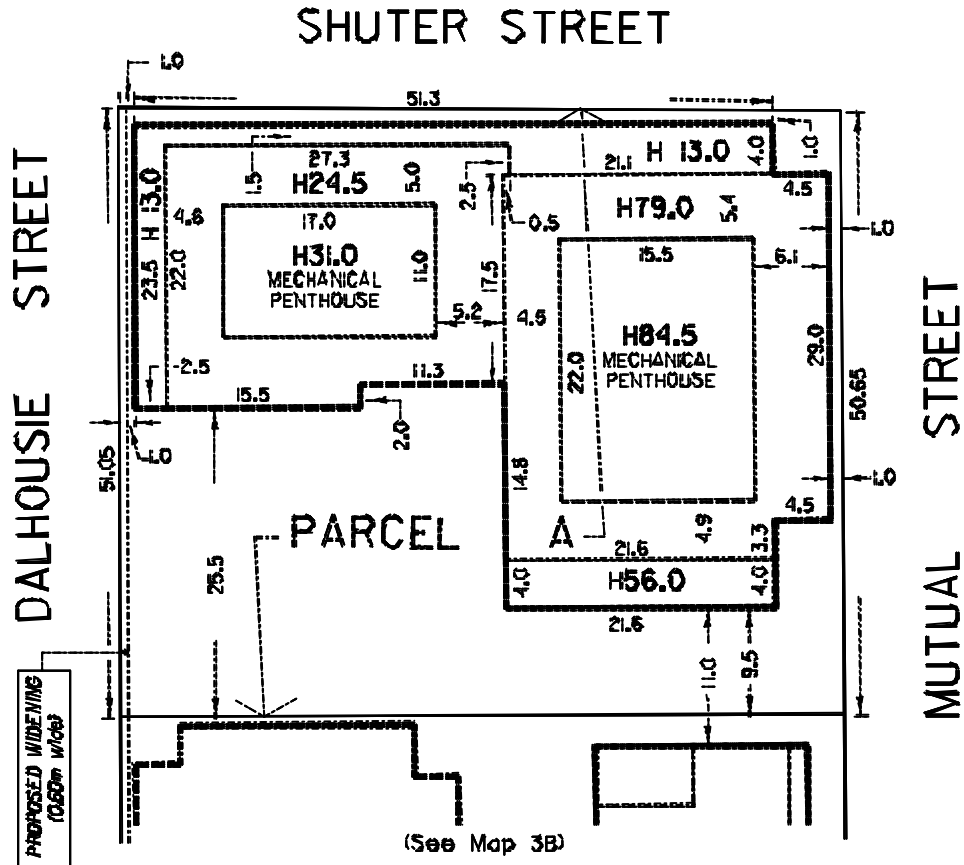 SHUTER STREET
1.0
51.3
H 13.0
4.0
1.0
27.3
21.1
1.5
H24.5
5.0
2.5
4.5
H 13.0
4.6
17.0
0.5
H79.0
5.4
1.0
H31.0
MECHANICAL
PENTHOUSE
11.0
17.5
15.5
6.1
23.5
22.0
5.2
4.6
H84.5
MECHANICAL
PENTHOUSE
29.0
2.5
11.3
22.0
50.65
15.5
2.0
1.0
51.05
14.8
1.0
4.5
PARCEL
A
4.9
3.3
25.5
21.6
4.0
H56.0
4.0
21.6
11.0
9.5
DALHOUSIE STREET
MUTUAL STREET
PROPOSED WIDENING
(0.60m wide)
(See Map 3B)